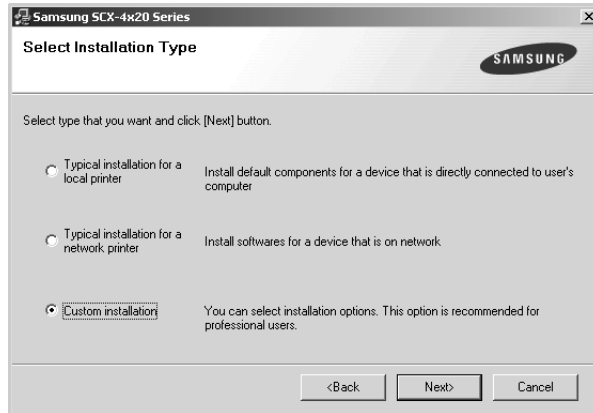 Samsung SCX-4x20 Series
Select Installation Type
SAMSUNG
Select type that you want and click [Next] button.
Typical installation for a
local printer
Install default components for a device that is directly connected to user's
computer
Typical installation for a
network printer
Install softwares for a device that is on network
Custom installation
You can select installation options. This option is recommended for
professional users.
<Back
Next>
Cancel